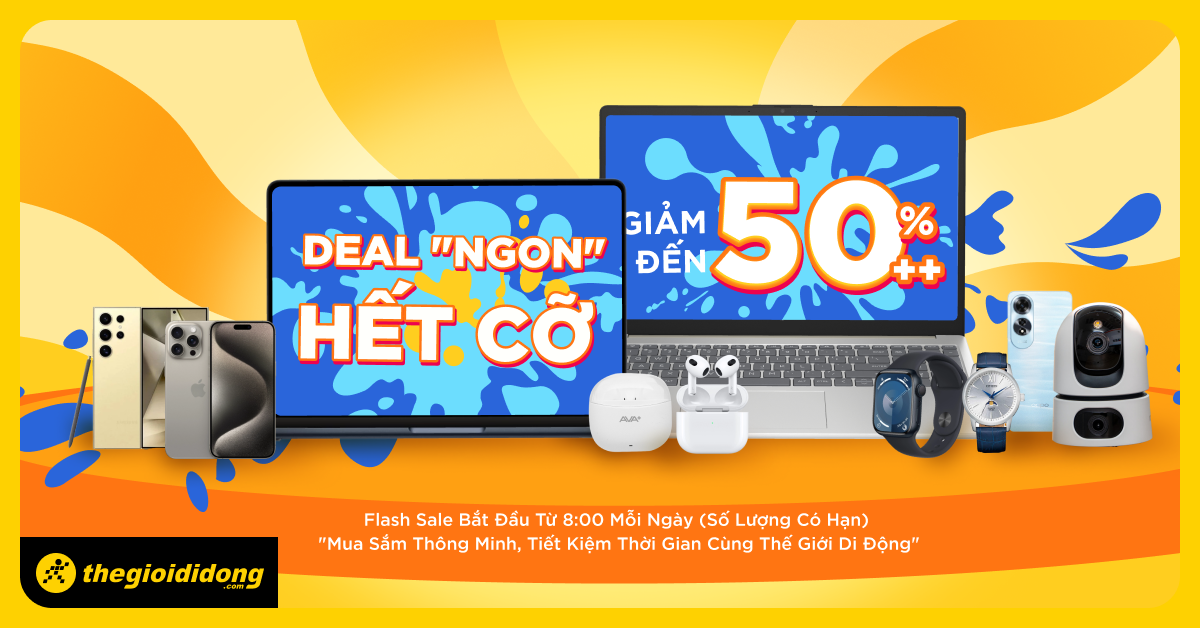 DEAL "NGON"
HẾT CỠ
GIẢM
ĐẾN
50%++
AVA+
Flash Sale Bắt Đầu Từ 8:00 Mỗi Ngày (Số Lượng Có Hạn)
"Mua Sắm Thông Minh, Tiết Kiệm Thời Gian Cùng Thế Giới Di Động"
thegioididong
.com